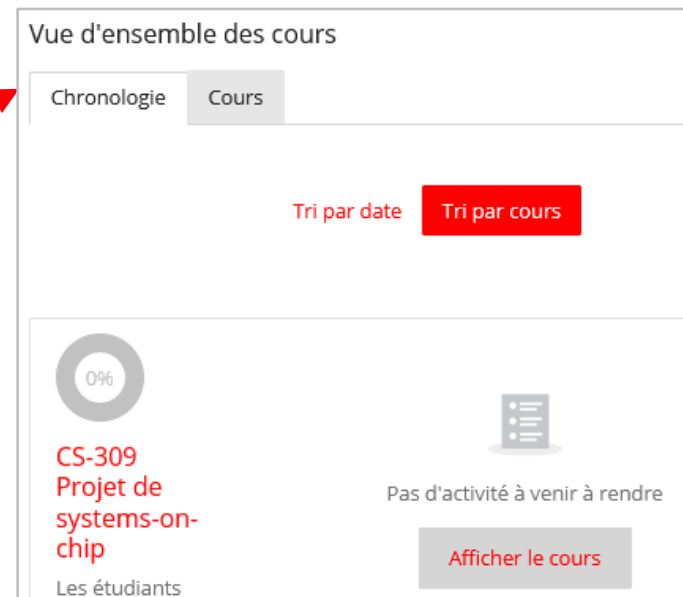 Vue d'ensemble des cours
Chronologie Cours
Tri par date Tri par cours
0%
CS-309
Projet de
systems-on-
chip
Les étudiants
Pas d'activité à venir à rendre
Afficher le cours